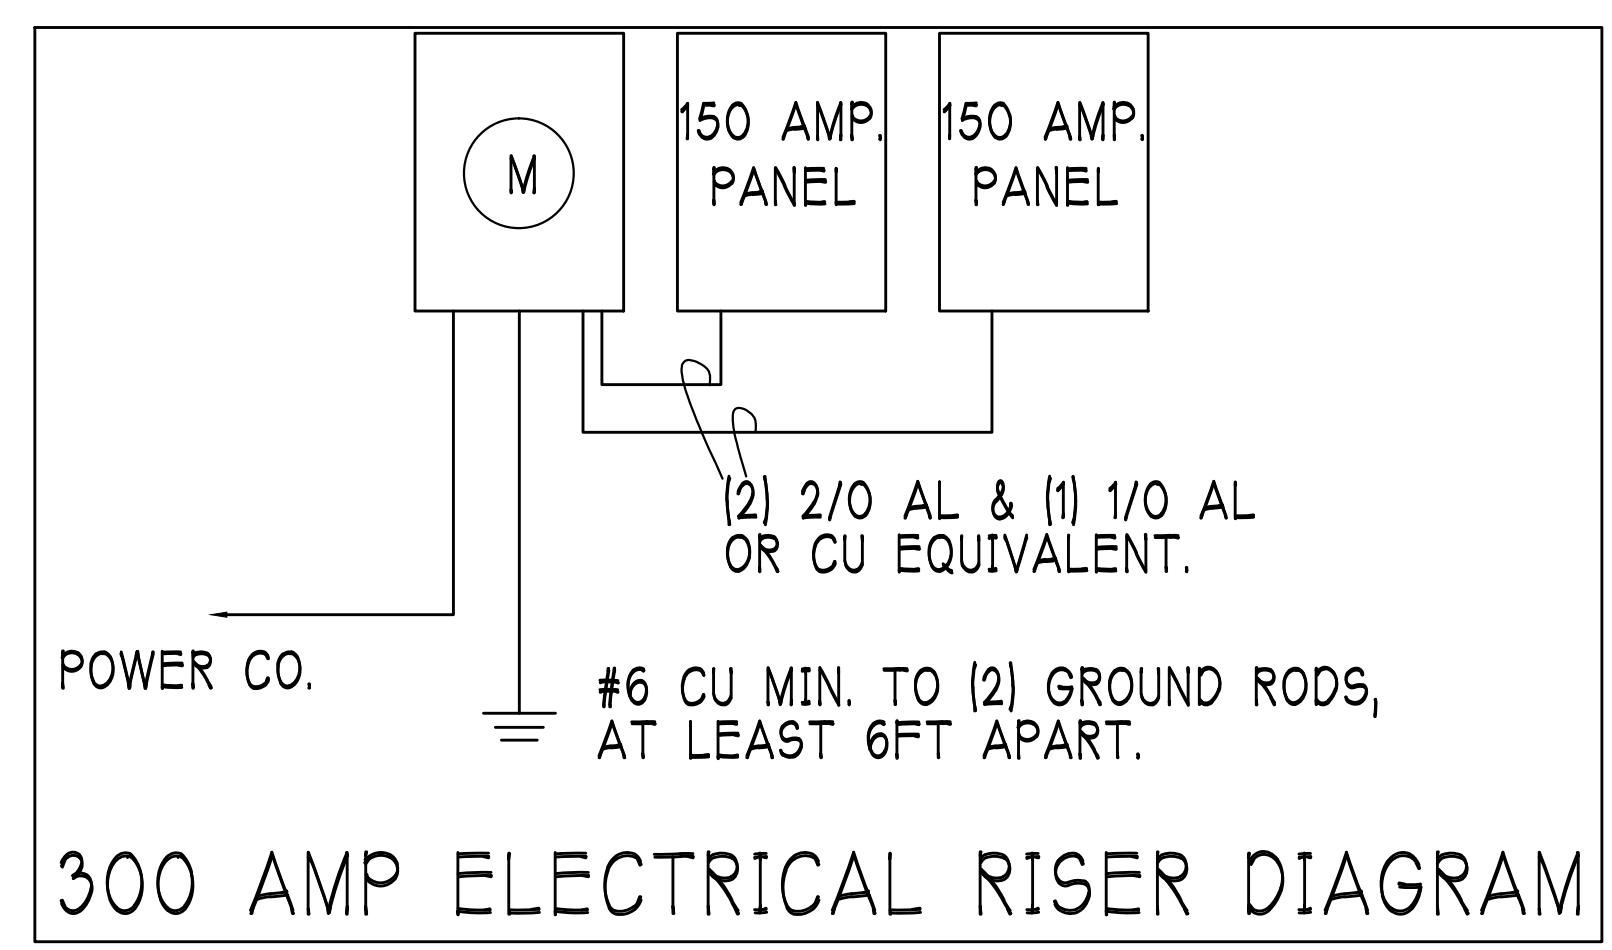 M
150 AMP.
PANEL
150 AMP.
PANEL
(2) 2/0 AL & (1) 1/0 AL
OR CU EQUIVALENT.
POWER CO.
#6 CU MIN. TO (2) GROUND RODS,
AT LEAST 6FT APART.
300 AMP ELECTRICAL RISER DIAGRAM